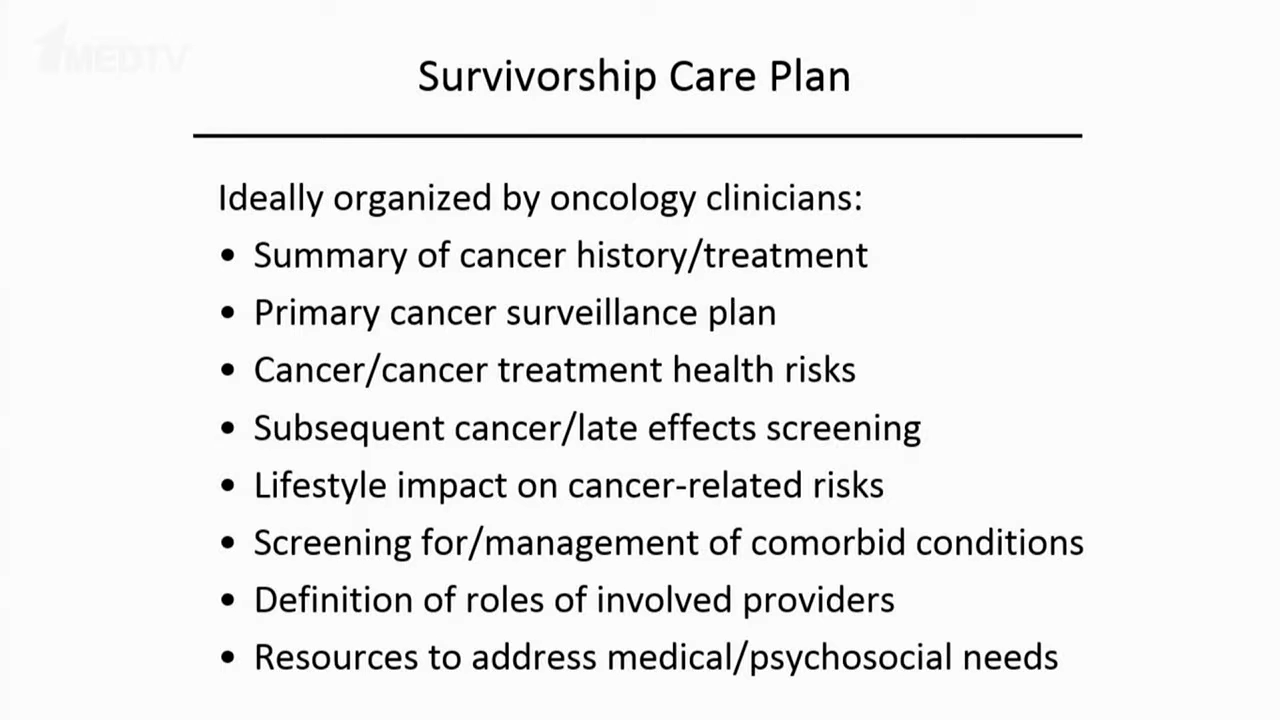 1MEDTV
Survivorship Care Plan
Ideally organized by oncology clinicians:
• Summary of cancer history/treatment
• Primary cancer surveillance plan
• Cancer/cancer treatment health risks
• Subsequent cancer/late effects screening
• Lifestyle impact on cancer-related risks
• Screening for/management of comorbid conditions
• Definition of roles of involved providers
• Resources to address medical/psychosocial needs